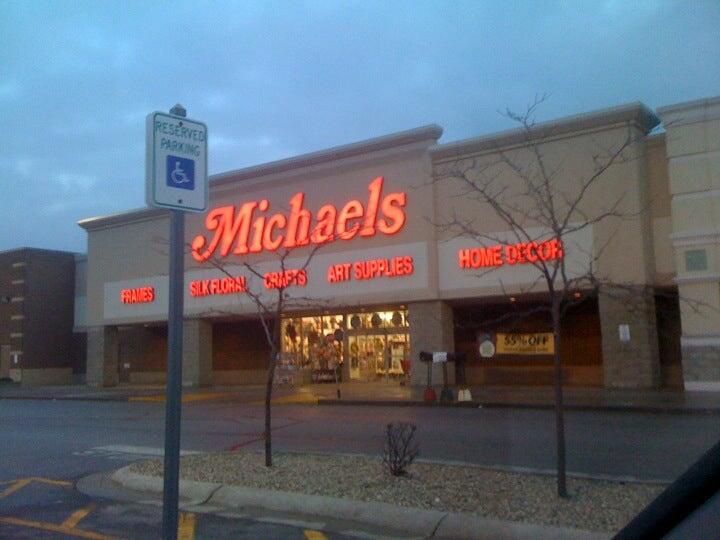 RESERVED
PARKING
Michaels
FRAMES SILK FLORAL CRAFTS ART SUPPLIES HOME DECOR
55% OFF